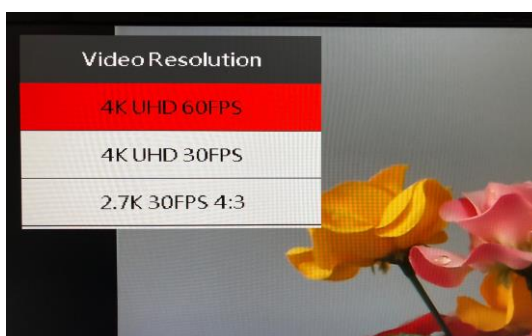 Video Resolution
4K UHD 60FPS
4K UHD 30FPS
2.7K 30FPS 4:3